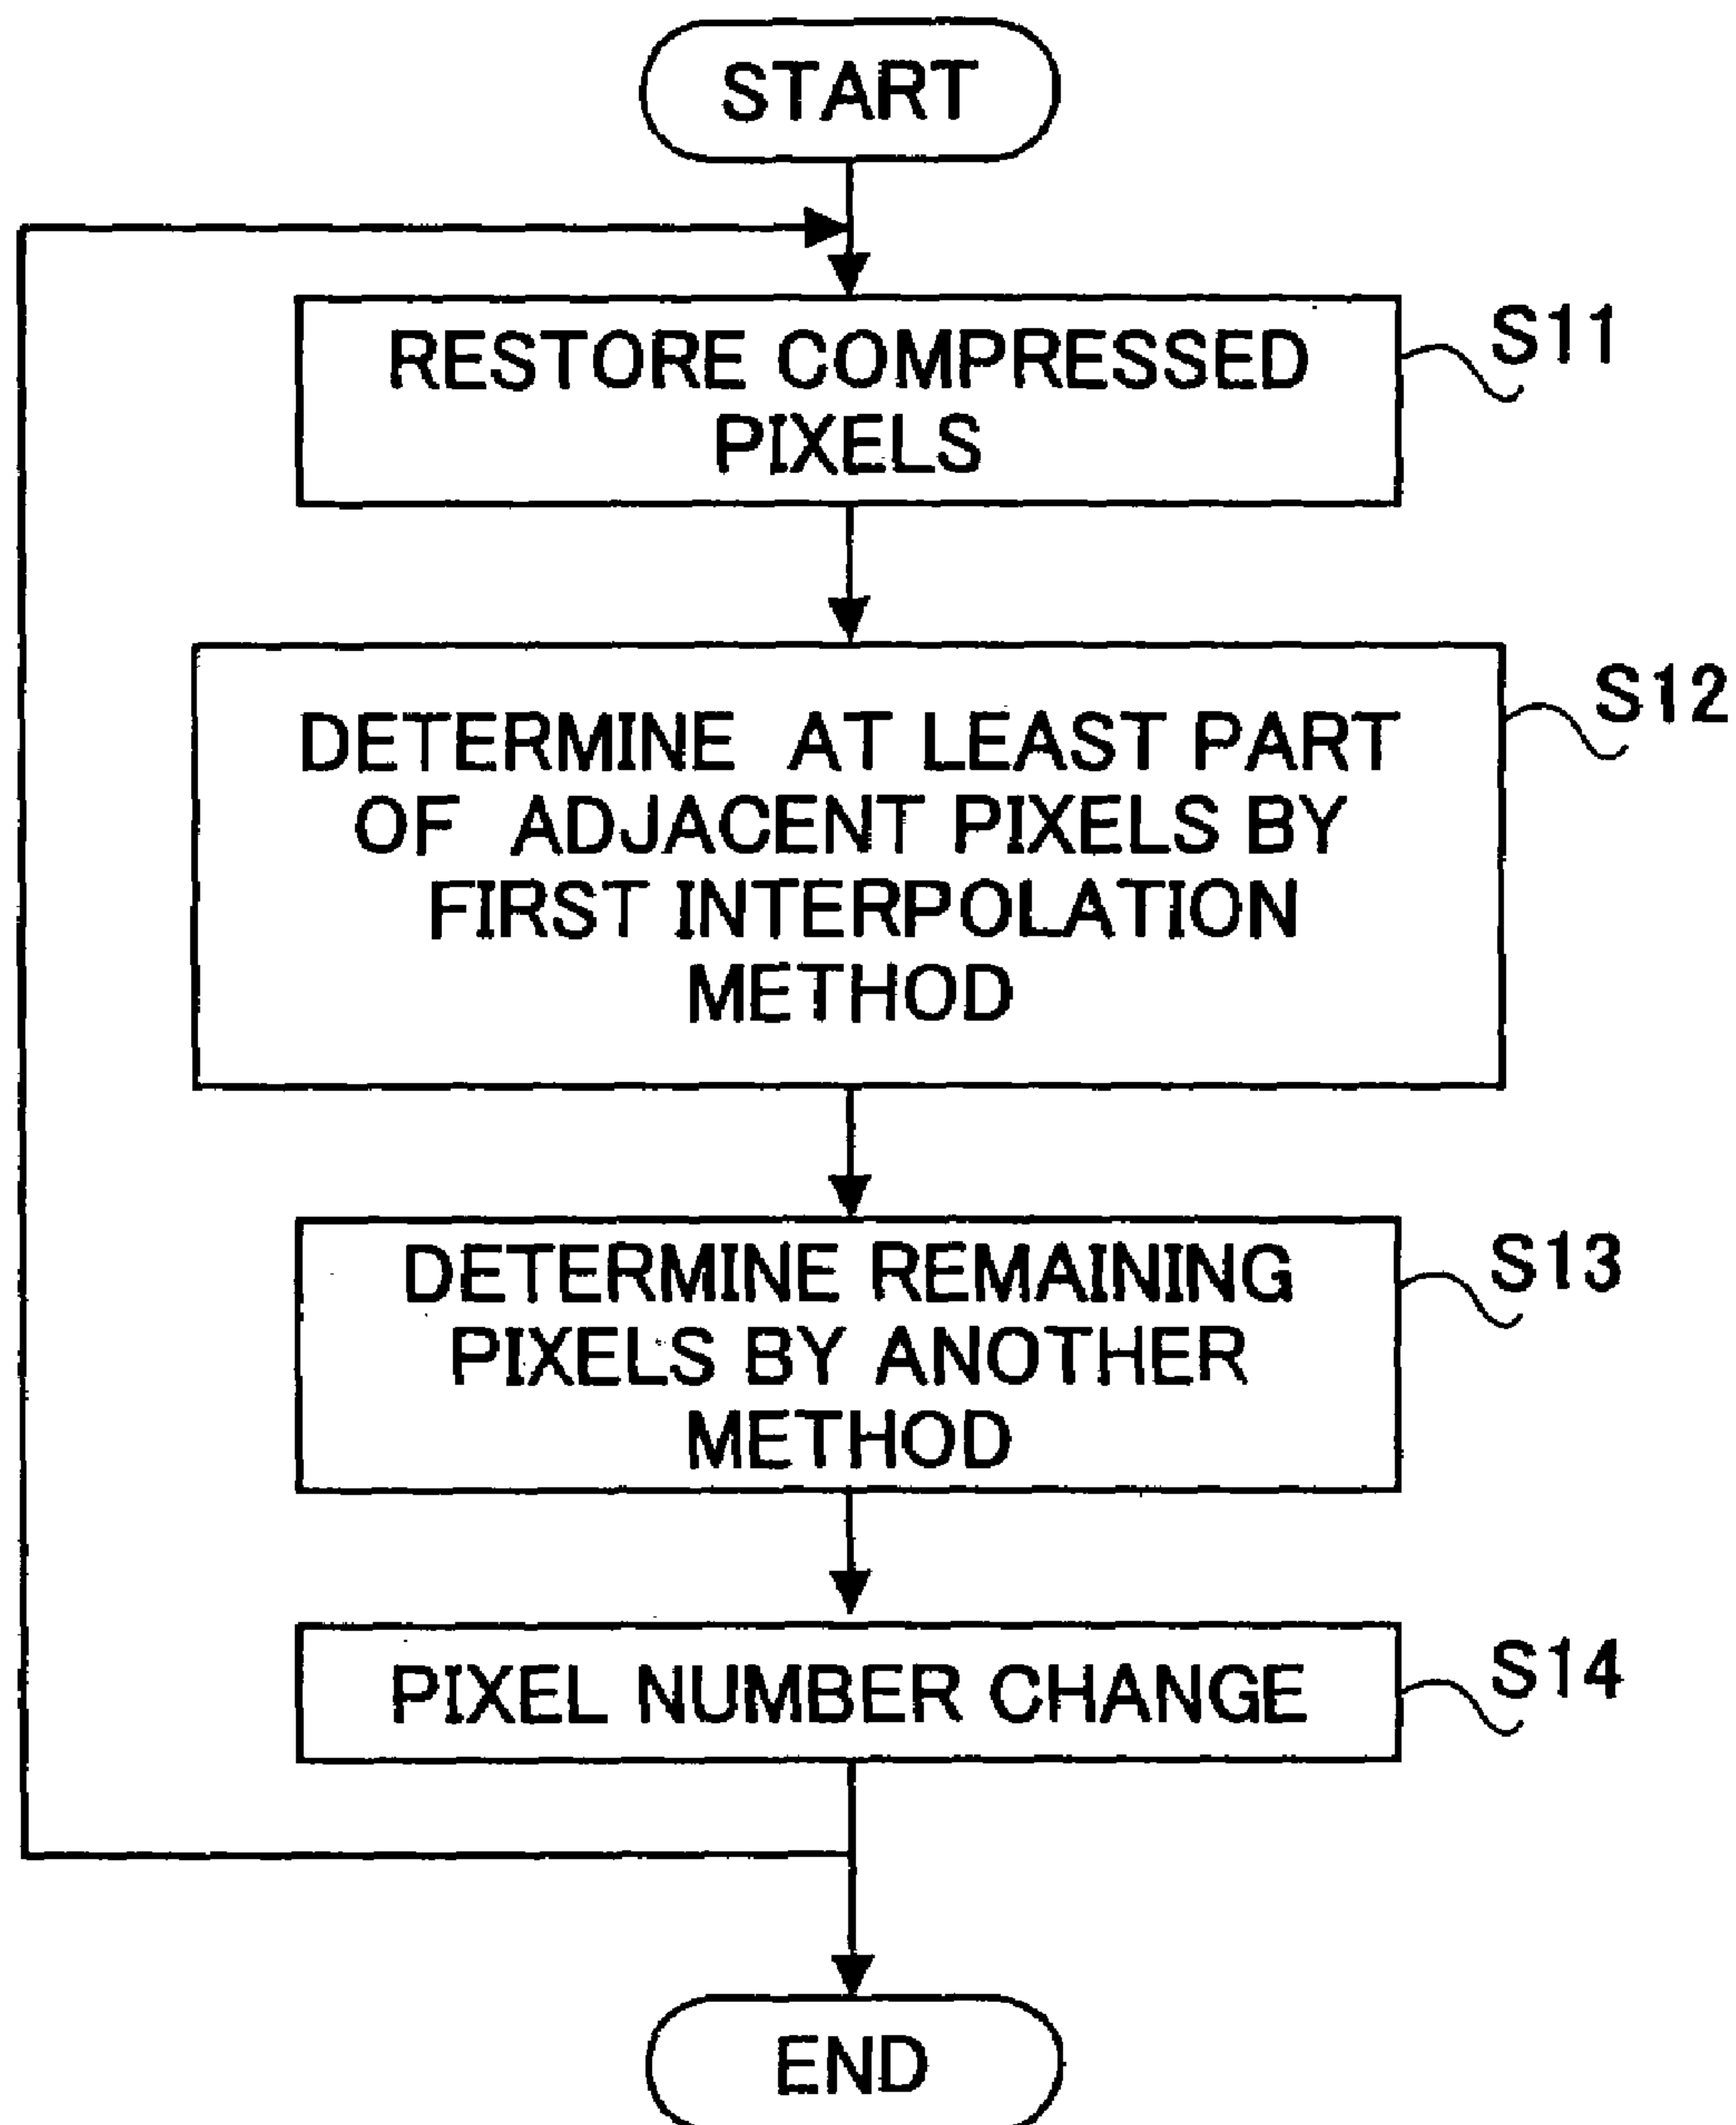 START
RESTORE COMPRESSED
PIXELS
S11
DETERMINE AT LEAST PART
OF ADJACENT PIXELS BY
FIRST INTERPOLATION
METHOD
S12
DETERMINE REMAINING
PIXELS BY ANOTHER
METHOD
S13
PIXEL NUMBER CHANGE
S14
END